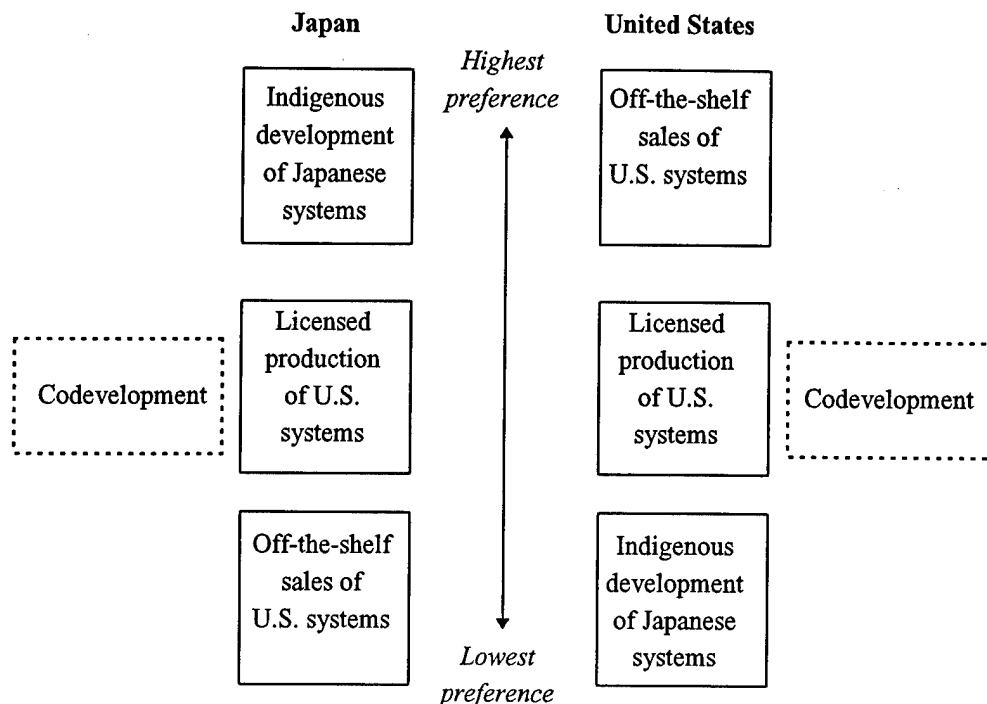 Japan
United States
Highest
preference
Indigenous
development
of Japanese
systems
Off-the-shelf
sales of
U.S. systems
Codevelopment
Licensed
production
of U.S.
systems
Licensed
production
of U.S.
systems
Codevelopment
Off-the-shelf
sales of
U.S. systems
Indigenous
development
of Japanese
systems
Lowest
preference